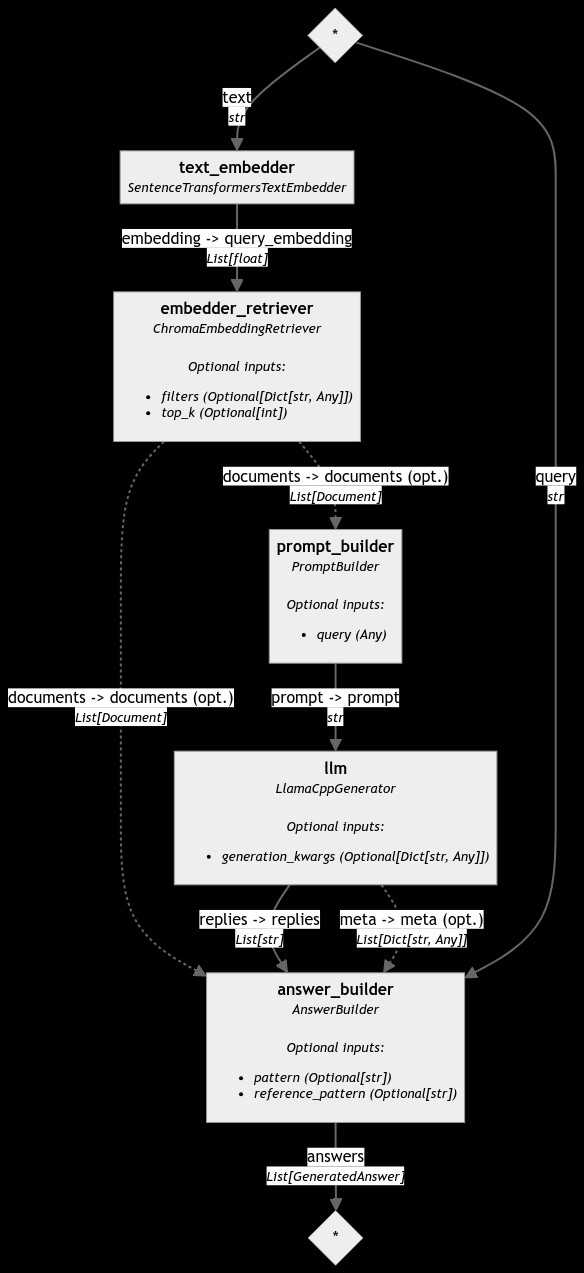 *
text
str
text_embedder
SentenceTransformersTextEmbedder
embedding -> query_embedding
List[float]
embedder_retriever
ChromaEmbeddingRetriever
Optional inputs:
• filters (Optional[Dict[str, Any]])
• top_k (Optional[int])
documents -> documents (opt.)
List[Document]
query
str
prompt_builder
PromptBuilder
Optional inputs:
• query (Any)
documents -> documents (opt.)
List[Document]
prompt -> prompt
str
llm
LlamaCppGenerator
Optional inputs:
• generation_kwargs (Optional[Dict[str, Any]])
replies -> replies
List[str]
meta -> meta (opt.)
List[Dict[str, Any]]
answer_builder
AnswerBuilder
Optional inputs:
• pattern (Optional[str])
• reference_pattern (Optional[str])
answers
List[GeneratedAnswer]
*